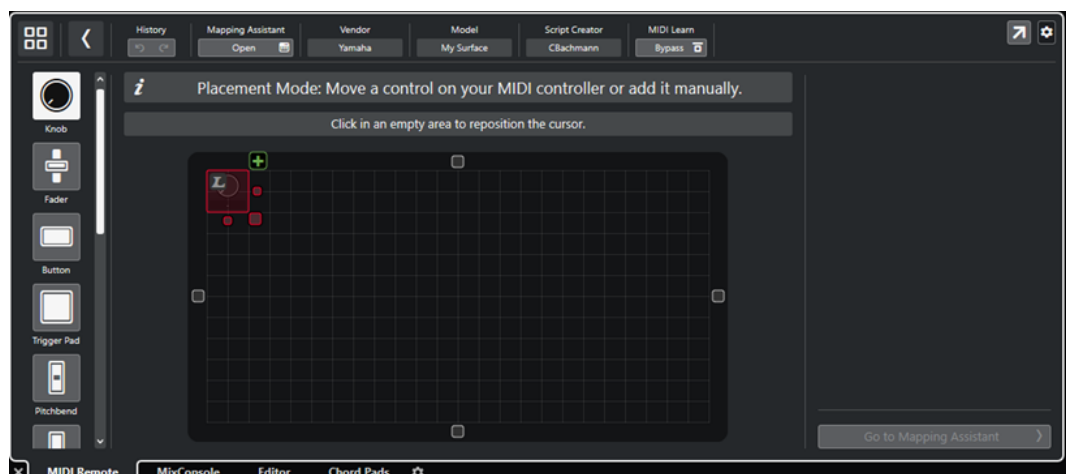 History
Mapping Assistant
Vendor
Model
Script Creator
MIDI Learn
Open
Yamaha
My Surface
CBachmann
Bypass
i
Placement Mode: Move a control on your MIDI controller or add it manually.
Click in an empty area to reposition the cursor.
Knob
Fader
Button
Trigger Pad
Pitchbend
L
Go to Mapping Assistant
MIDI Remote
MixConsole
Editor
Chord Pads